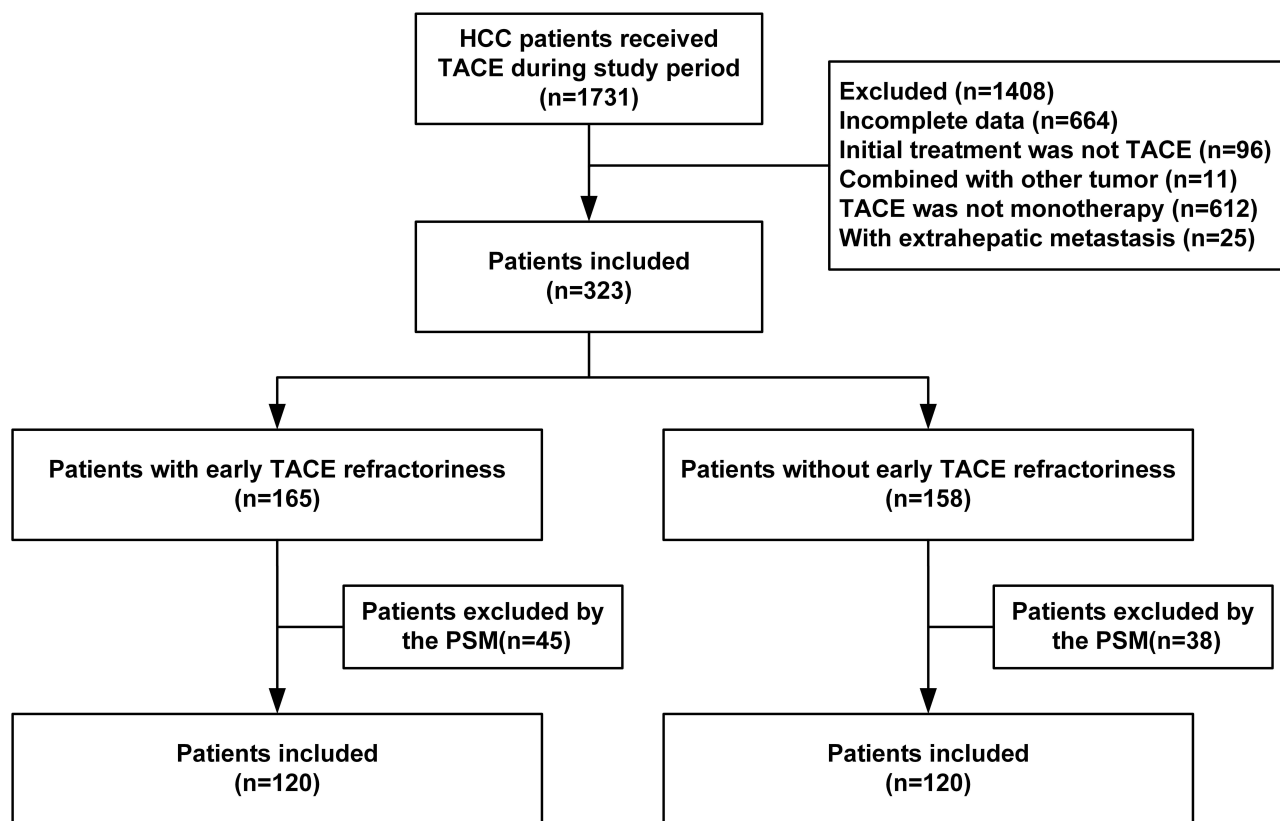 HCC patients received
TACE during study period
(n=1731)
Excluded (n=1408)
Incomplete data (n=664)
Initial treatment was not TACE (n=96)
Combined with other tumor (n=11)
TACE was not monotherapy (n=612)
With extrahepatic metastasis (n=25)
Patients included
(n=323)
Patients with early TACE refractoriness
(n=165)
Patients without early TACE refractoriness
(n=158)
Patients excluded by
the PSM(n=45)
Patients excluded by
the PSM(n=38)
Patients included
(n=120)
Patients included
(n=120)